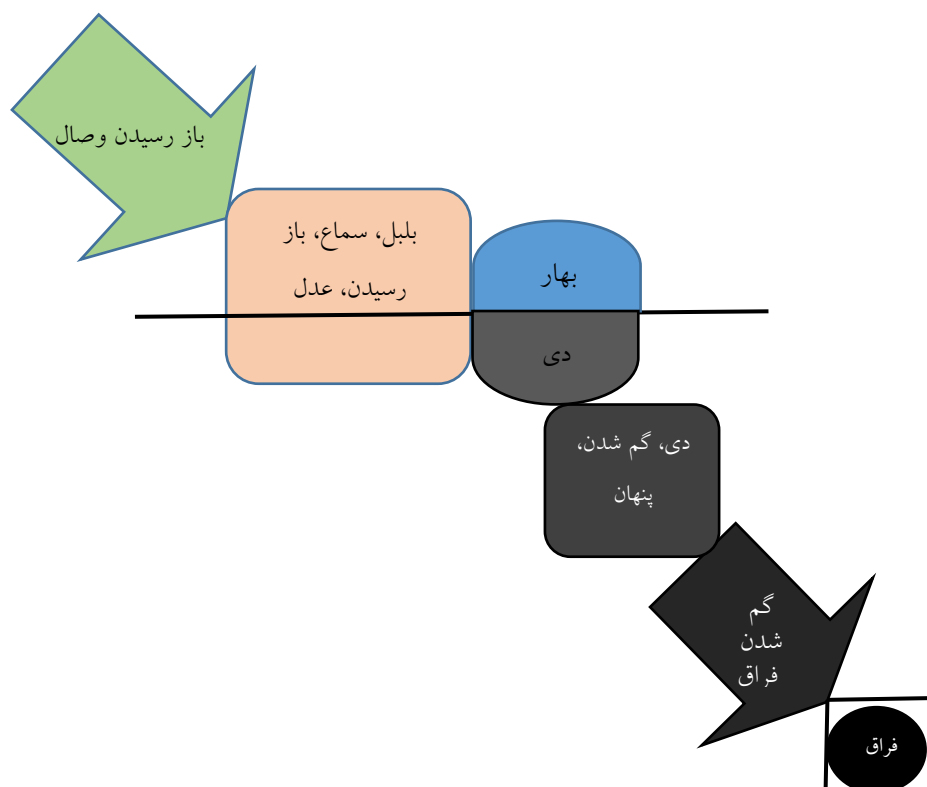 باز رسیدن وصال
بلبل، سماع، باز
رسیدن، عدل
بهار
دی
دی، گم شدن،
پنهان
گم
شدن
فراق
فراق